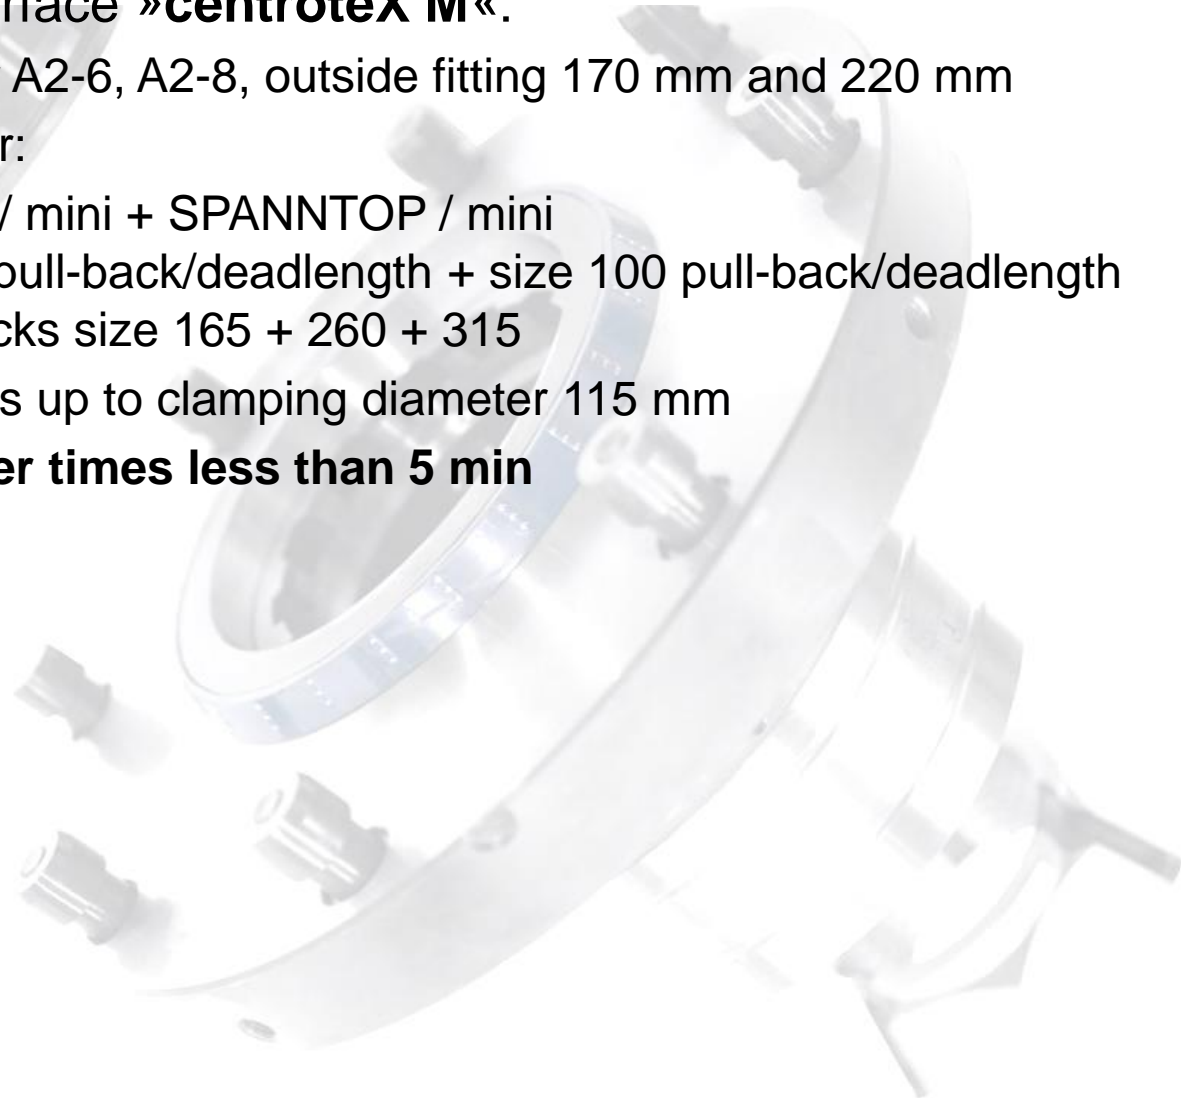 »centroteX M«.
A2-6, A2-8, outside fitting 170 mm and 220 mm
r:
/ mini + SPANNTOP / mini
pull-back/deadlength + size 100 pull-back/deadlength
cks size 165 + 260 + 315
s up to clamping diameter 115 mm
er times less than 5 min